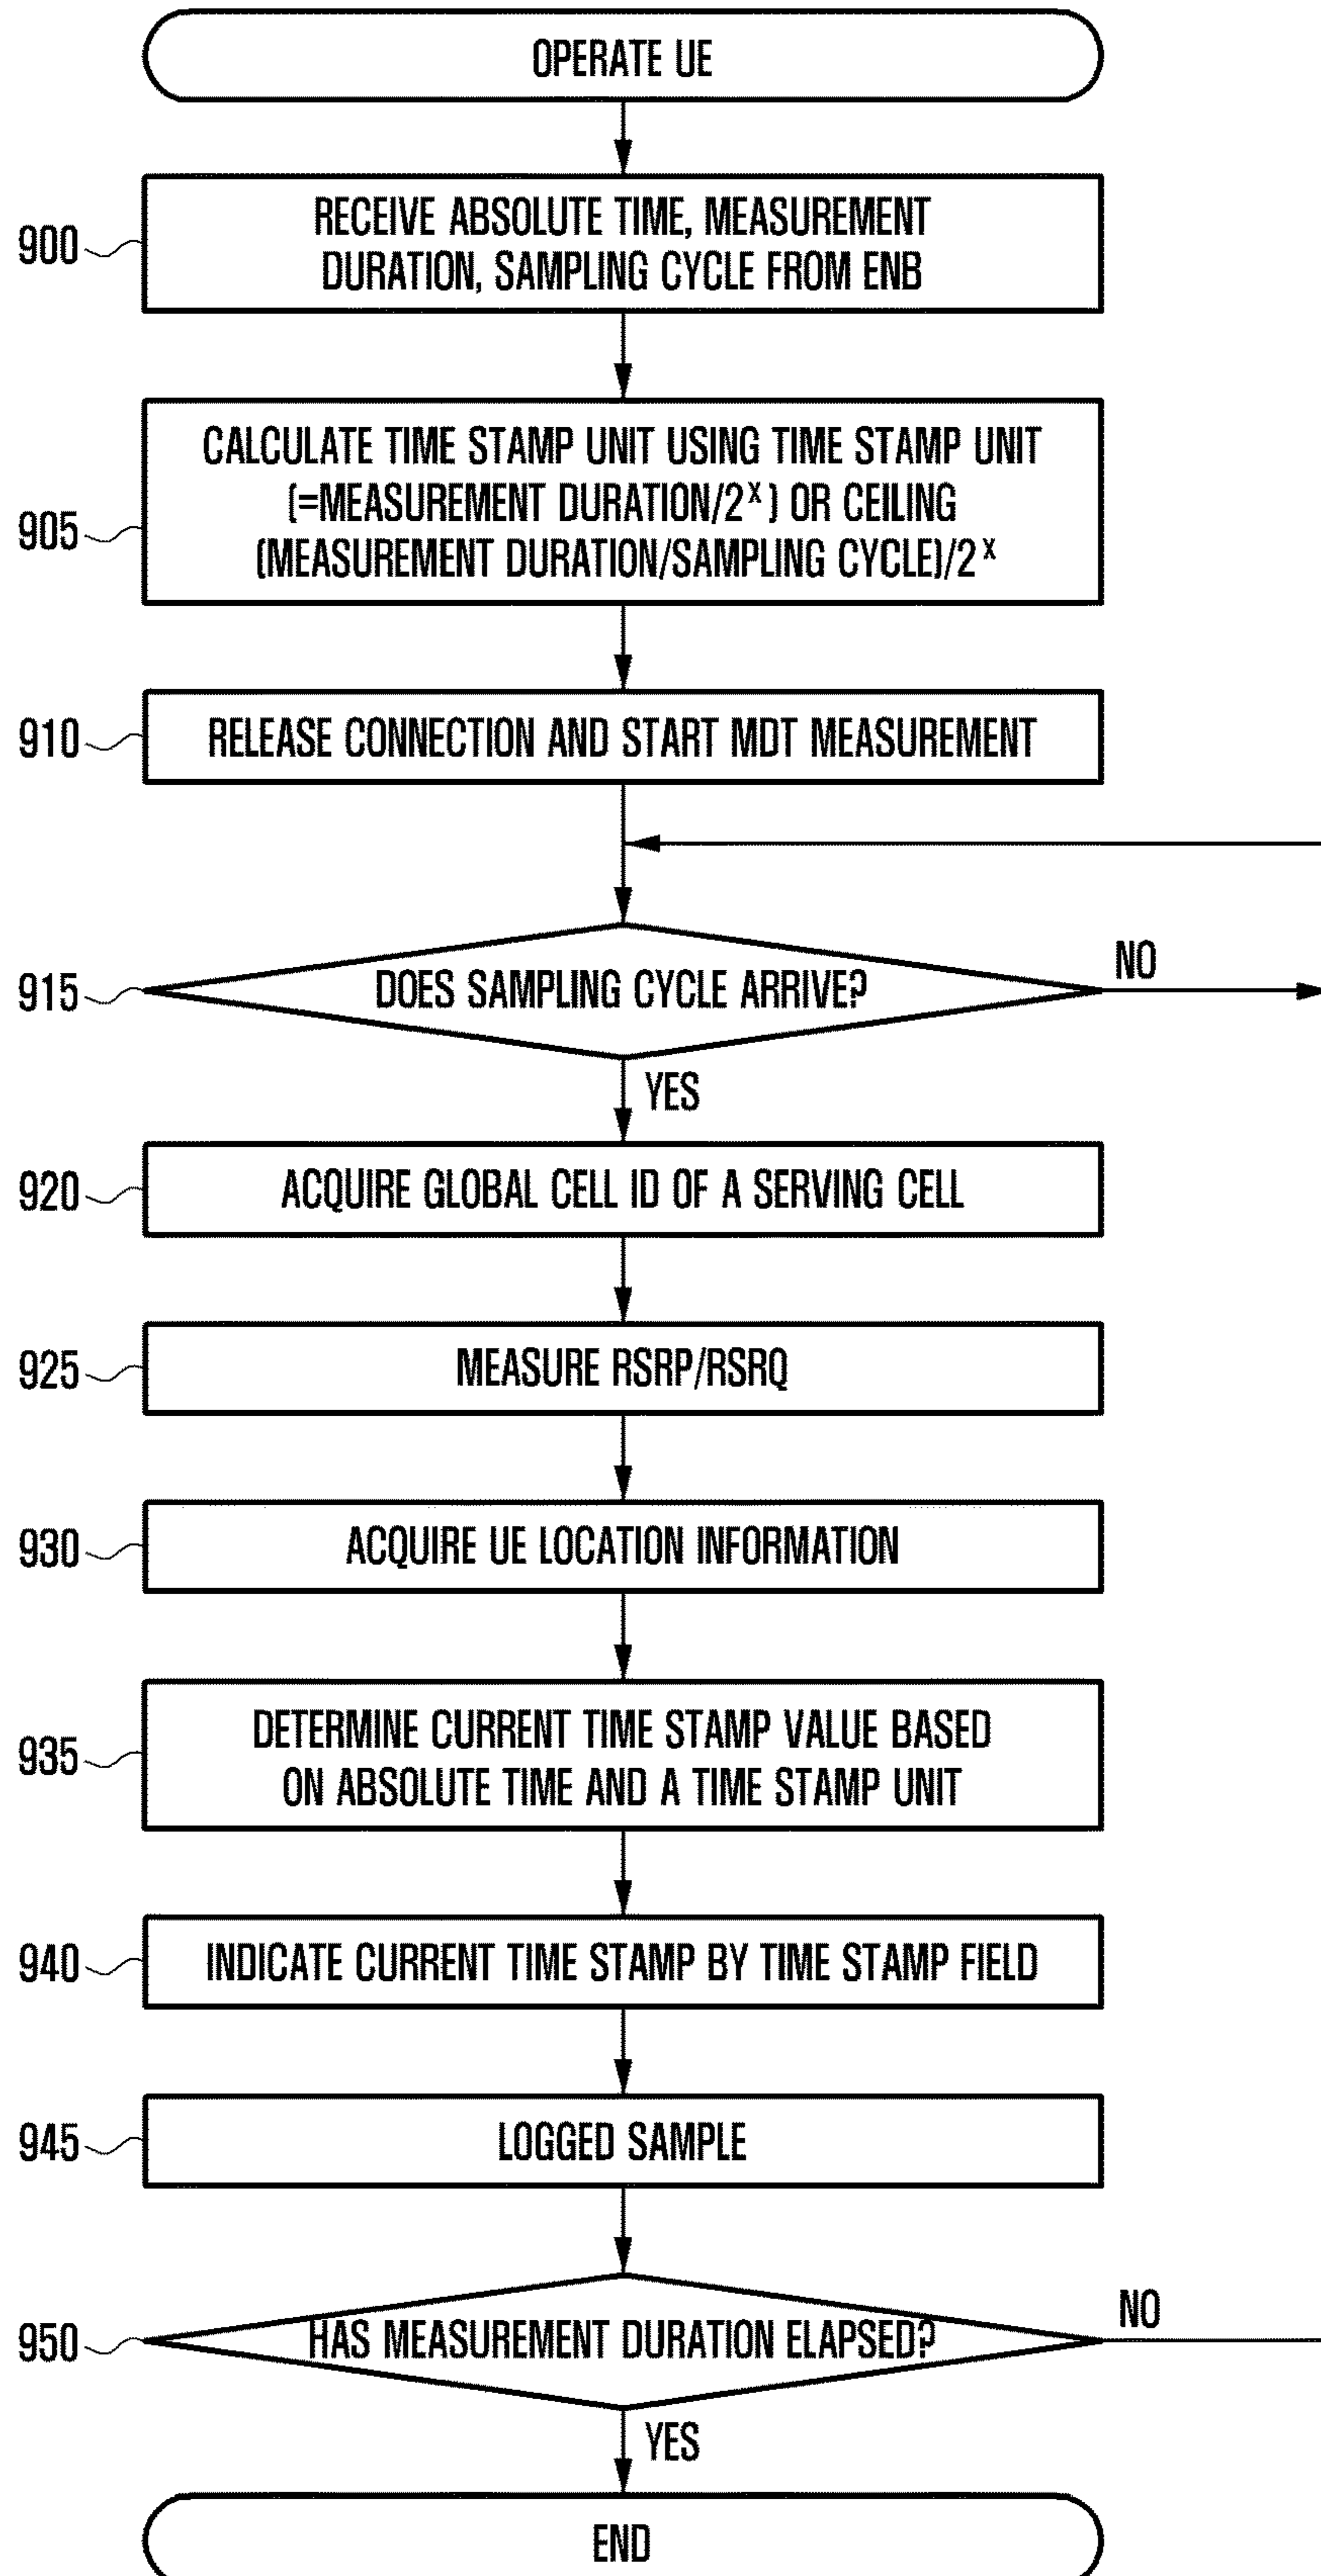 OPERATE UE
900
RECEIVE ABSOLUTE TIME, MEASUREMENT
DURATION, SAMPLING CYCLE FROM ENB
905
CALCULATE TIME STAMP UNIT USING TIME STAMP UNIT
(=MEASUREMENT DURATION/2^X) OR CEILING
(MEASUREMENT DURATION/SAMPLING CYCLE)/2^X
910
RELEASE CONNECTION AND START MDT MEASUREMENT
915
DOES SAMPLING CYCLE ARRIVE?
NO
YES
920
ACQUIRE GLOBAL CELL ID OF A SERVING CELL
925
MEASURE RSRP/RSRQ
930
ACQUIRE UE LOCATION INFORMATION
935
DETERMINE CURRENT TIME STAMP VALUE BASED
ON ABSOLUTE TIME AND A TIME STAMP UNIT
940
INDICATE CURRENT TIME STAMP BY TIME STAMP FIELD
945
LOGGED SAMPLE
950
HAS MEASUREMENT DURATION ELAPSED?
NO
YES
END